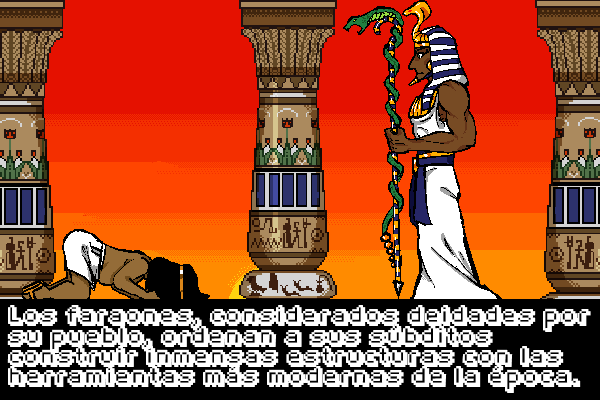 Los faraones, considerados deidades por
su pueblo, ordenan a sus súbditos
construir inmensas estructuras con las
herramientas más modernas de la época.